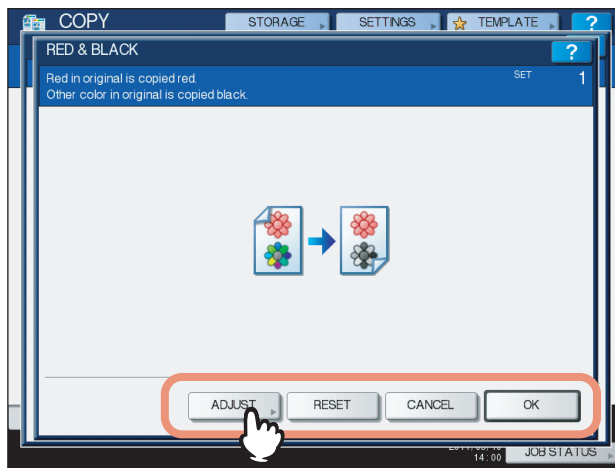 COPY
STORAGE
SETTINGS
TEMPLATE
?
RED & BLACK
?
Red in original is copied red.
Other color in original is copied black.
SET 1
ADJUST
RESET
CANCEL
OK
14:00
JOB STATUS